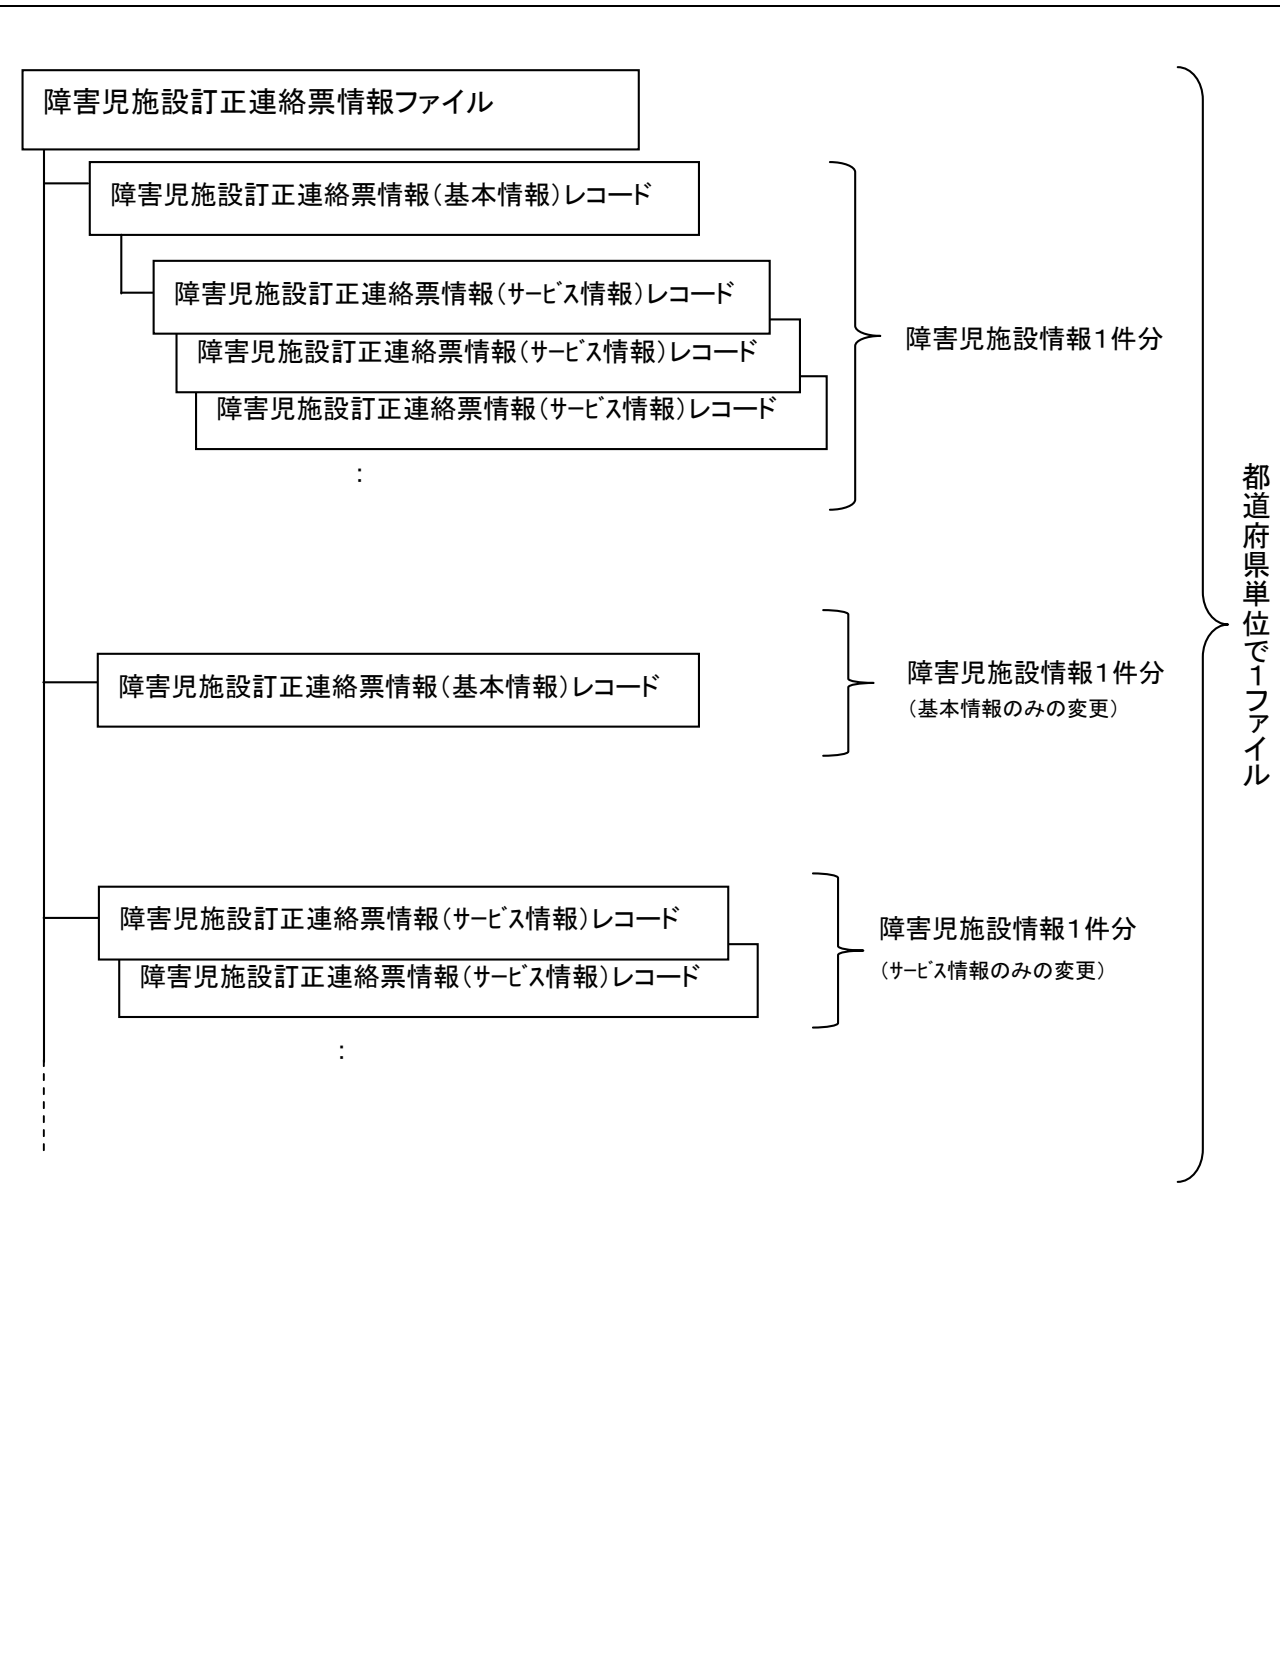 障害児施設訂正連絡票情報ファイル
障害児施設訂正連絡票情報（基本情報）レコード
障害児施設訂正連絡票情報（ｻｰﾋﾞｽ情報）レコード
障害児施設訂正連絡票情報（ｻｰﾋﾞｽ情報）レコード
障害児施設訂正連絡票情報（ｻｰﾋﾞｽ情報）レコード
：
障害児施設情報１件分
障害児施設訂正連絡票情報（基本情報）レコード
障害児施設情報１件分
（基本情報のみの変更）
障害児施設訂正連絡票情報（ｻｰﾋﾞｽ情報）レコード
障害児施設訂正連絡票情報（ｻｰﾋﾞｽ情報）レコード
：
障害児施設情報１件分
（ｻｰﾋﾞｽ情報のみの変更）
都道府県単位で１ファイル